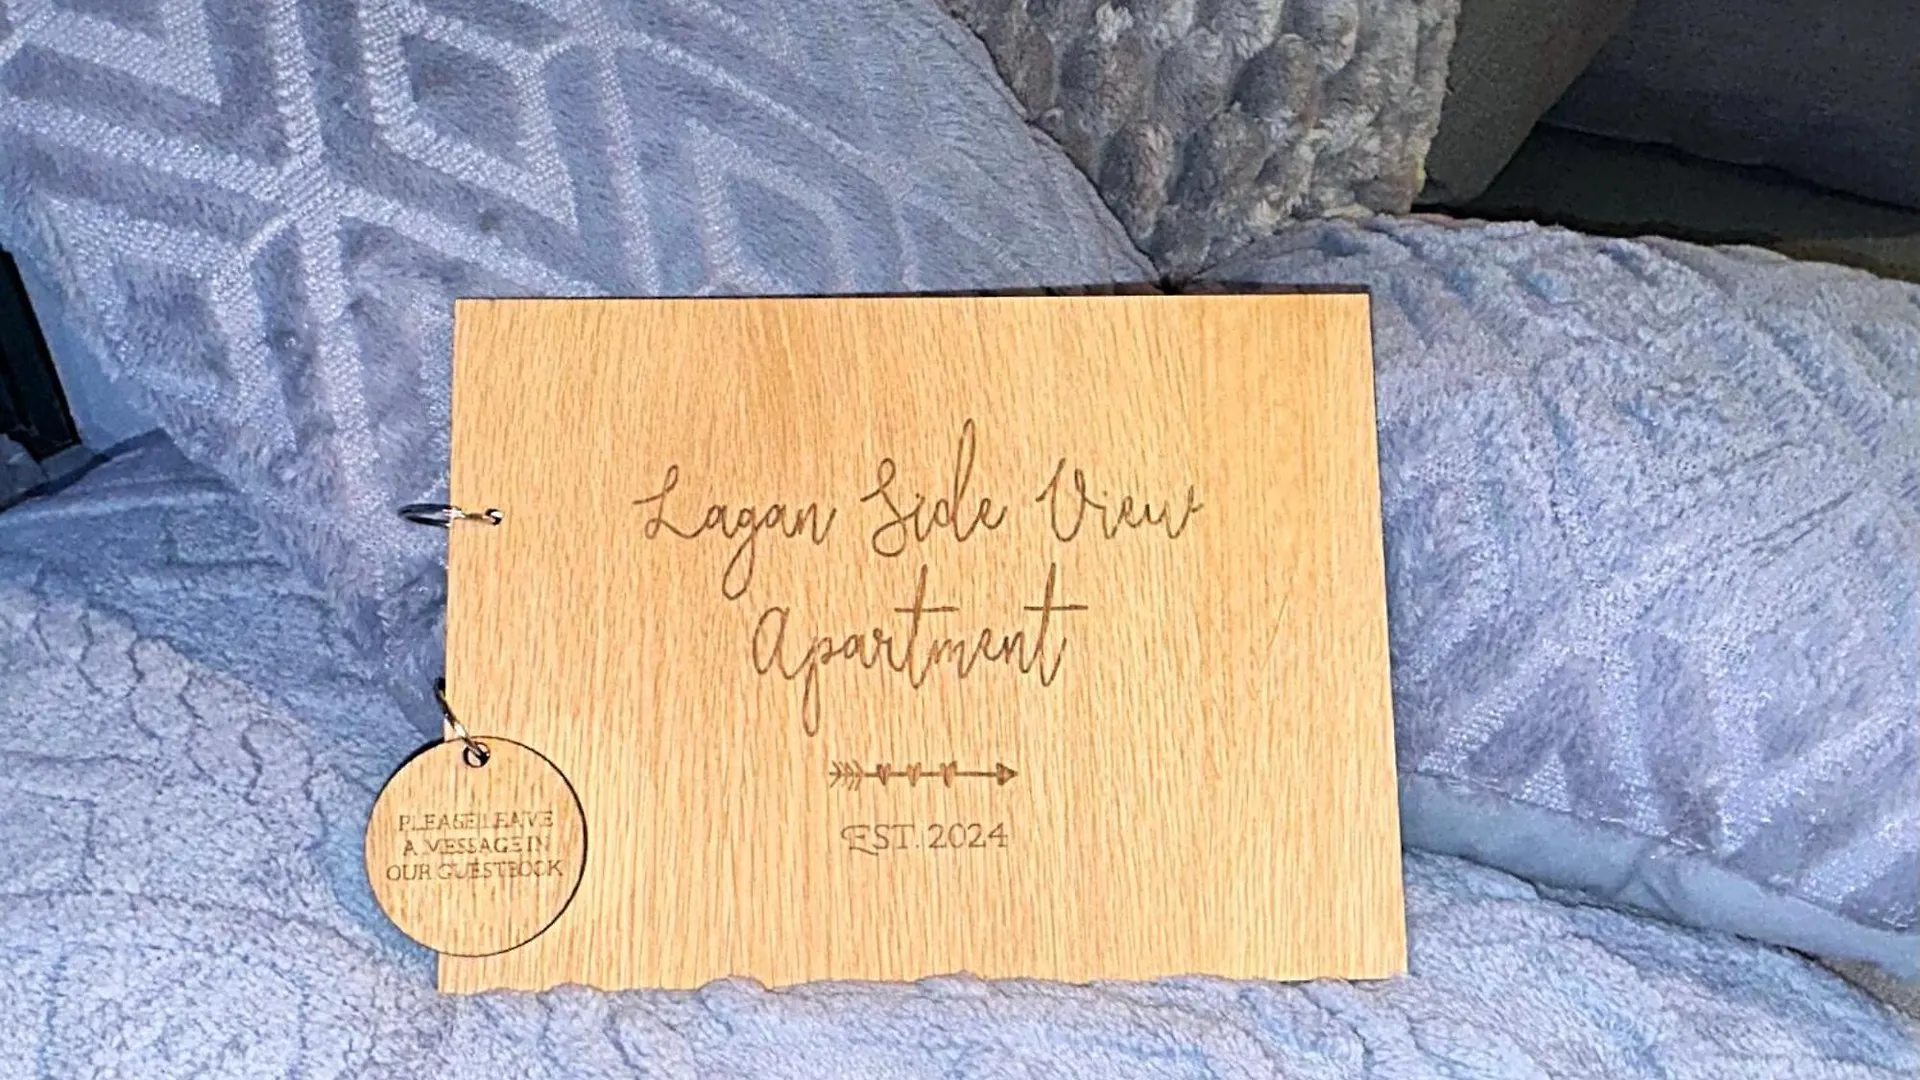 Lagan Side View
Apartment
EST. 2024
PLEASE LEAVE
A MESSAGE IN
OUR GUESTBOOK